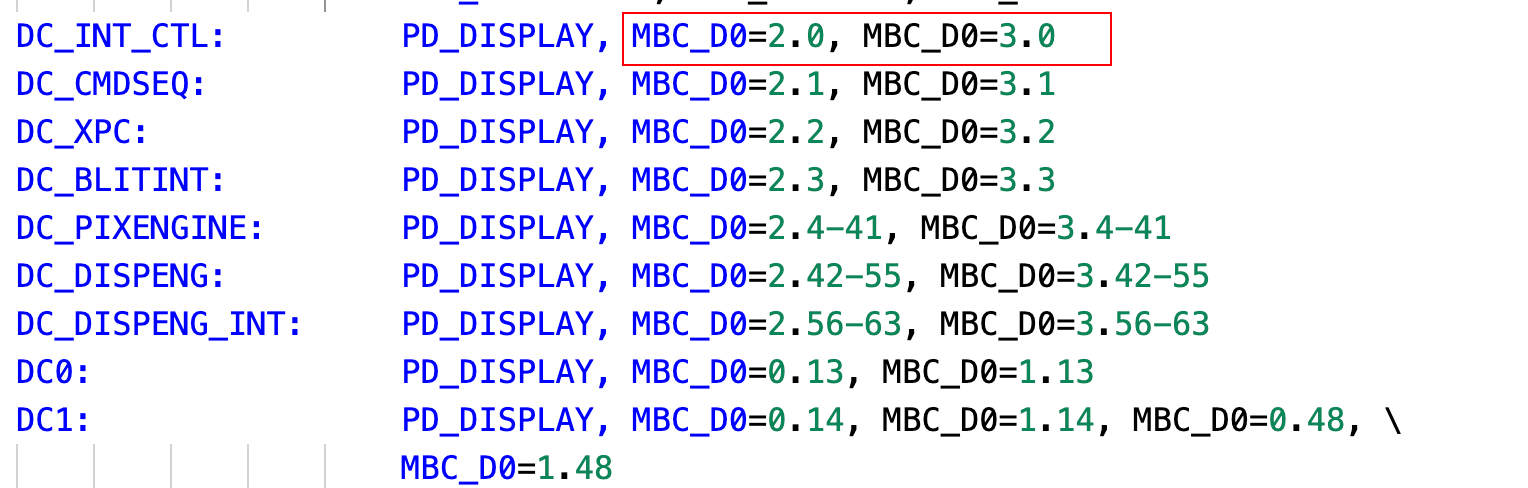 DC_INT_CTL: PD_DISPLAY, MBC_D0=2.0, MBC_D0=3.0
DC_CMDSEQ: PD_DISPLAY, MBC_D0=2.1, MBC_D0=3.1
DC_XPC: PD_DISPLAY, MBC_D0=2.2, MBC_D0=3.2
DC_BLITINT: PD_DISPLAY, MBC_D0=2.3, MBC_D0=3.3
DC_PIXENGINE: PD_DISPLAY, MBC_D0=2.4-41, MBC_D0=3.4-41
DC_DISPENG: PD_DISPLAY, MBC_D0=2.42-55, MBC_D0=3.42-55
DC_DISPENG_INT: PD_DISPLAY, MBC_D0=2.56-63, MBC_D0=3.56-63
DC0: PD_DISPLAY, MBC_D0=0.13, MBC_D0=1.13
DC1: PD_DISPLAY, MBC_D0=0.14, MBC_D0=1.14, MBC_D0=0.48, \
MBC_D0=1.48